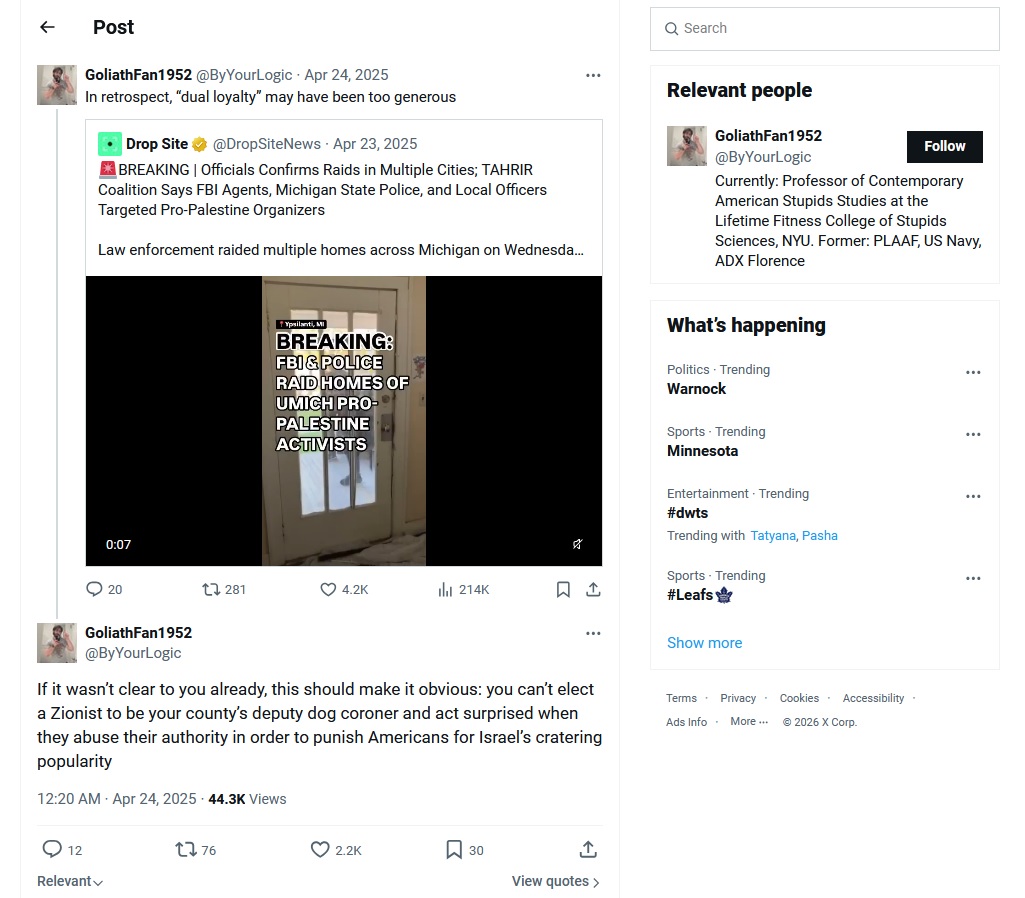 Post
GoliathFan1952 @ByYourLogic · Apr 24, 2025
In retrospect, “dual loyalty” may have been too generous
Drop Site @DropSiteNews · Apr 23, 2025
🚨BREAKING | Officials Confirms Raids in Multiple Cities; TAHRIR
Coalition Says FBI Agents, Michigan State Police, and Local Officers
Targeted Pro-Palestine Organizers
Law enforcement raided multiple homes across Michigan on Wednesda…
📍Ypsilanti, MI
BREAKING:
FBI & POLICE
RAID HOMES OF
UMICH PRO-
PALESTINE
ACTIVISTS
0:07
20 281 4.2K 214K
GoliathFan1952
@ByYourLogic
If it wasn’t clear to you already, this should make it obvious: you can’t elect
a Zionist to be your county’s deputy dog coroner and act surprised when
they abuse their authority in order to punish Americans for Israel’s cratering
popularity
12:20 AM · Apr 24, 2025 · 44.3K Views
12 76 2.2K 30
Relevant
View quotes
Search
Relevant people
GoliathFan1952
@ByYourLogic
Follow
Currently: Professor of Contemporary
American Stupids Studies at the
Lifetime Fitness College of Stupids
Sciences, NYU. Former: PLAAF, US Navy,
ADX Florence
What’s happening
Politics · Trending
Warnock
Sports · Trending
Minnesota
Entertainment · Trending
#dwts
Trending with Tatyana, Pasha
Sports · Trending
#Leafs
Show more
Terms · Privacy · Cookies · Accessibility ·
Ads Info · More ··· © 2026 X Corp.